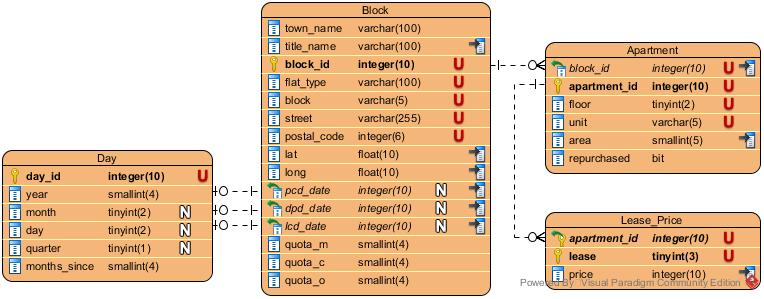 Block
town_name varchar(100)
title_name varchar(100)
block_id integer(10) U
flat_type varchar(100) U
block varchar(5) U
street varchar(255) U
postal_code integer(6) U
lat float(10)
long float(10)
pcd_date integer(10) N
dpd_date integer(10) N
lcd_date integer(10) N
quota_m smallint(4)
quota_c smallint(4)
quota_o smallint(4)
Day
day_id integer(10) U
year smallint(4)
month tinyint(2) N
day tinyint(2) N
quarter tinyint(1) N
months_since smallint(4)
Apartment
block_id integer(10) U
apartment_id integer(10) U
floor tinyint(2) U
unit varchar(5) U
area smallint(5)
repurchased bit
Lease_Price
apartment_id integer(10) U
lease tinyint(3) U
price integer(10)
Powered By Visual Paradigm Community Edition